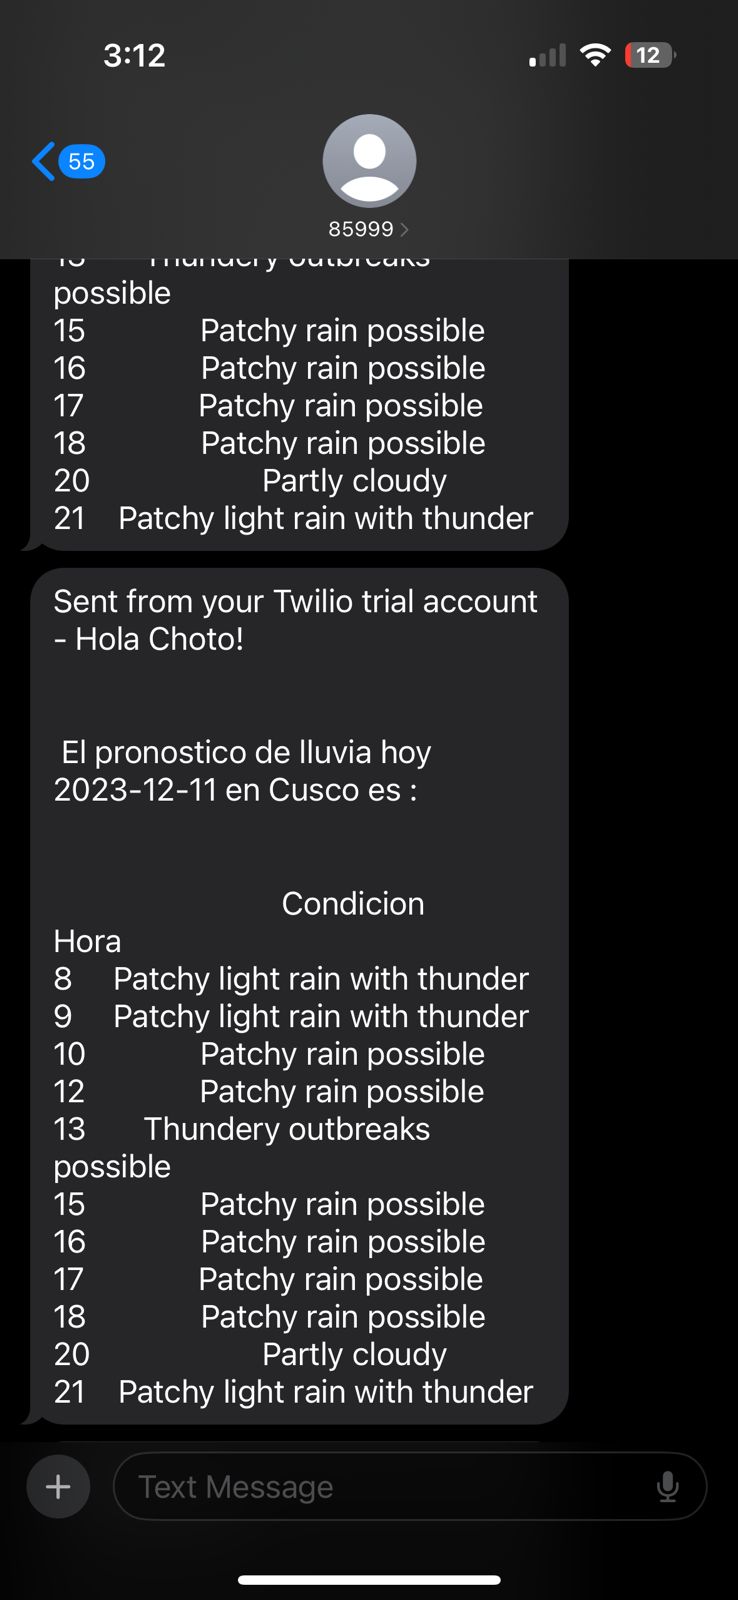 3:12
12
55
85999
13 Thundery outbreaks
possible
15 Patchy rain possible
16 Patchy rain possible
17 Patchy rain possible
18 Patchy rain possible
20 Partly cloudy
21 Patchy light rain with thunder
Sent from your Twilio trial account
- Hola Choto!
El pronostico de lluvia hoy
2023-12-11 en Cusco es :
Condicion
Hora
8 Patchy light rain with thunder
9 Patchy light rain with thunder
10 Patchy rain possible
12 Patchy rain possible
13 Thundery outbreaks
possible
15 Patchy rain possible
16 Patchy rain possible
17 Patchy rain possible
18 Patchy rain possible
20 Partly cloudy
21 Patchy light rain with thunder
Text Message